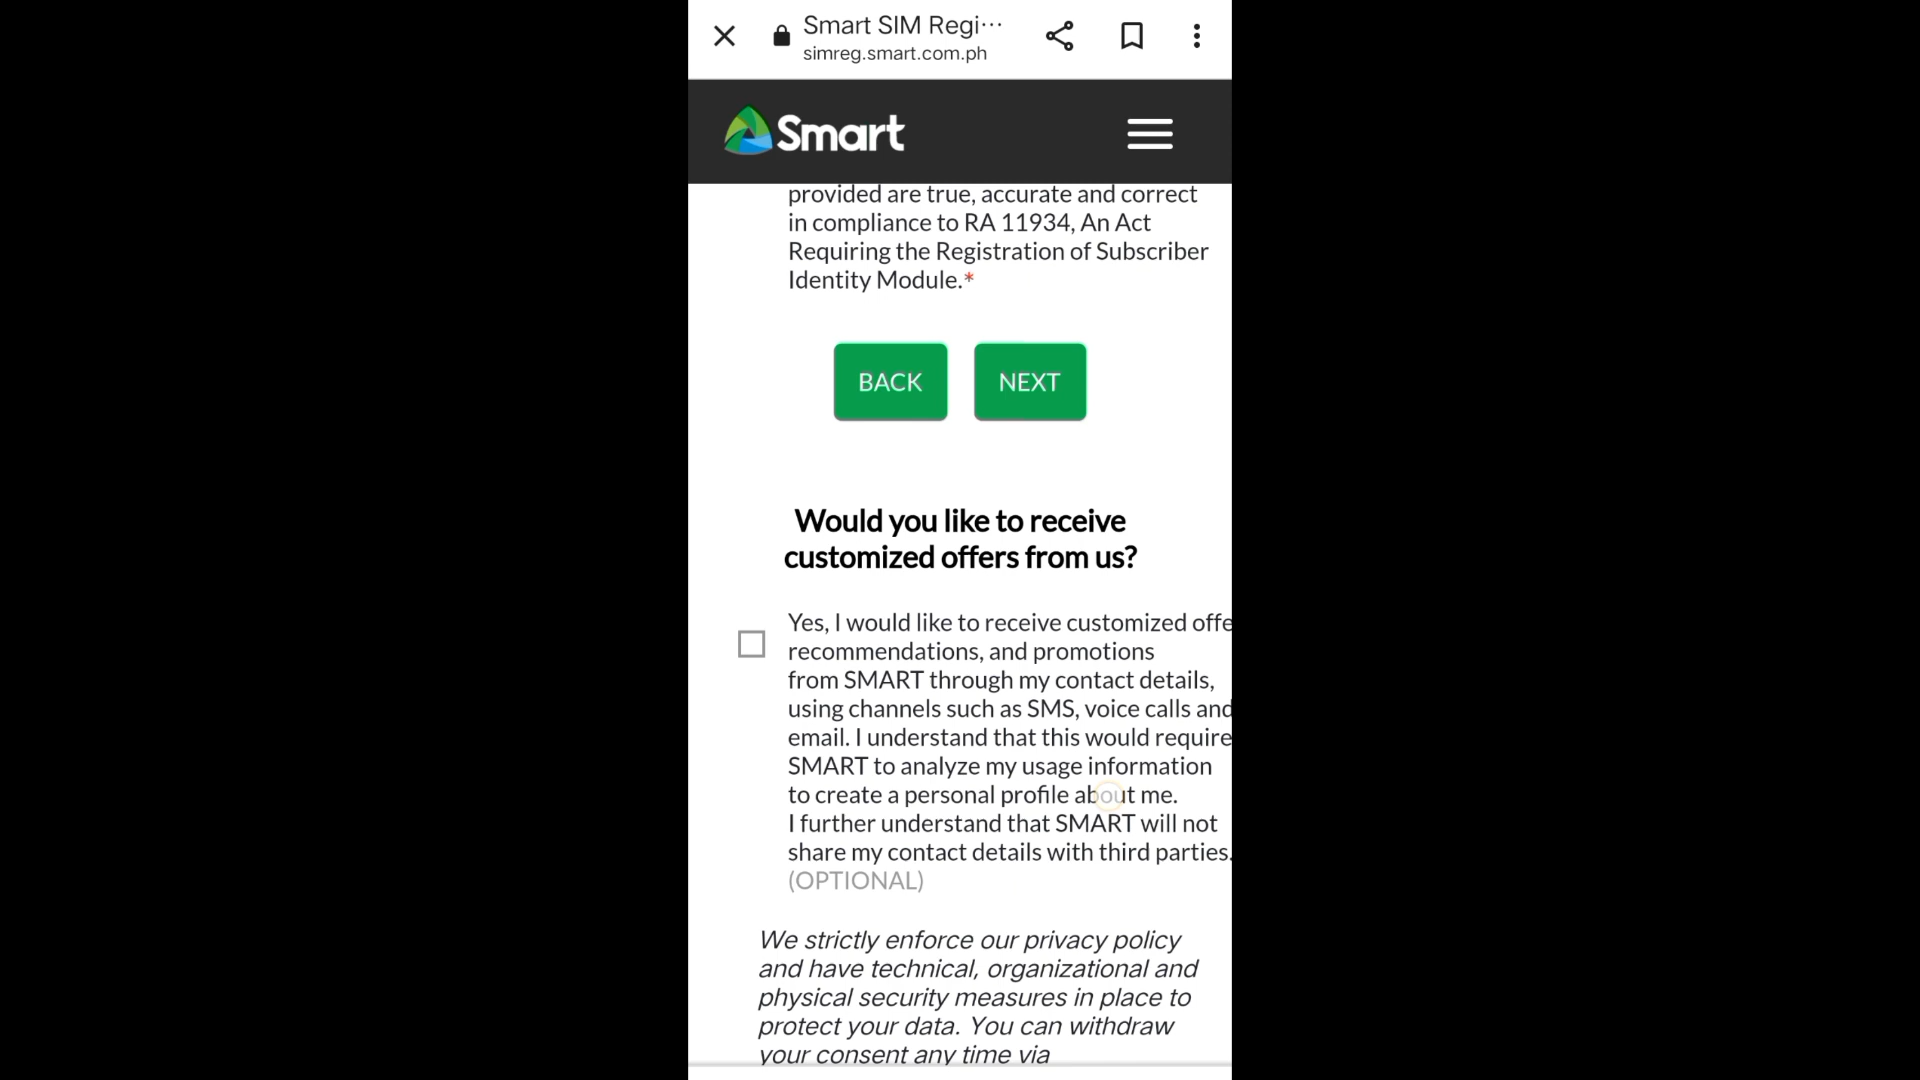 Smart SIM Regi...
simreg.smart.com.ph
Smart
provided are true, accurate and correct
in compliance to RA 11934, An Act
Requiring the Registration of Subscriber
Identity Module.*
BACK NEXT
Would you like to receive
customized offers from us?
Yes, I would like to receive customized offe
recommendations, and promotions
from SMART through my contact details,
using channels such as SMS, voice calls and
email. I understand that this would require
SMART to analyze my usage information
to create a personal profile about me.
I further understand that SMART will not
share my contact details with third parties.
(OPTIONAL)
We strictly enforce our privacy policy
and have technical, organizational and
physical security measures in place to
protect your data. You can withdraw
your consent any time via